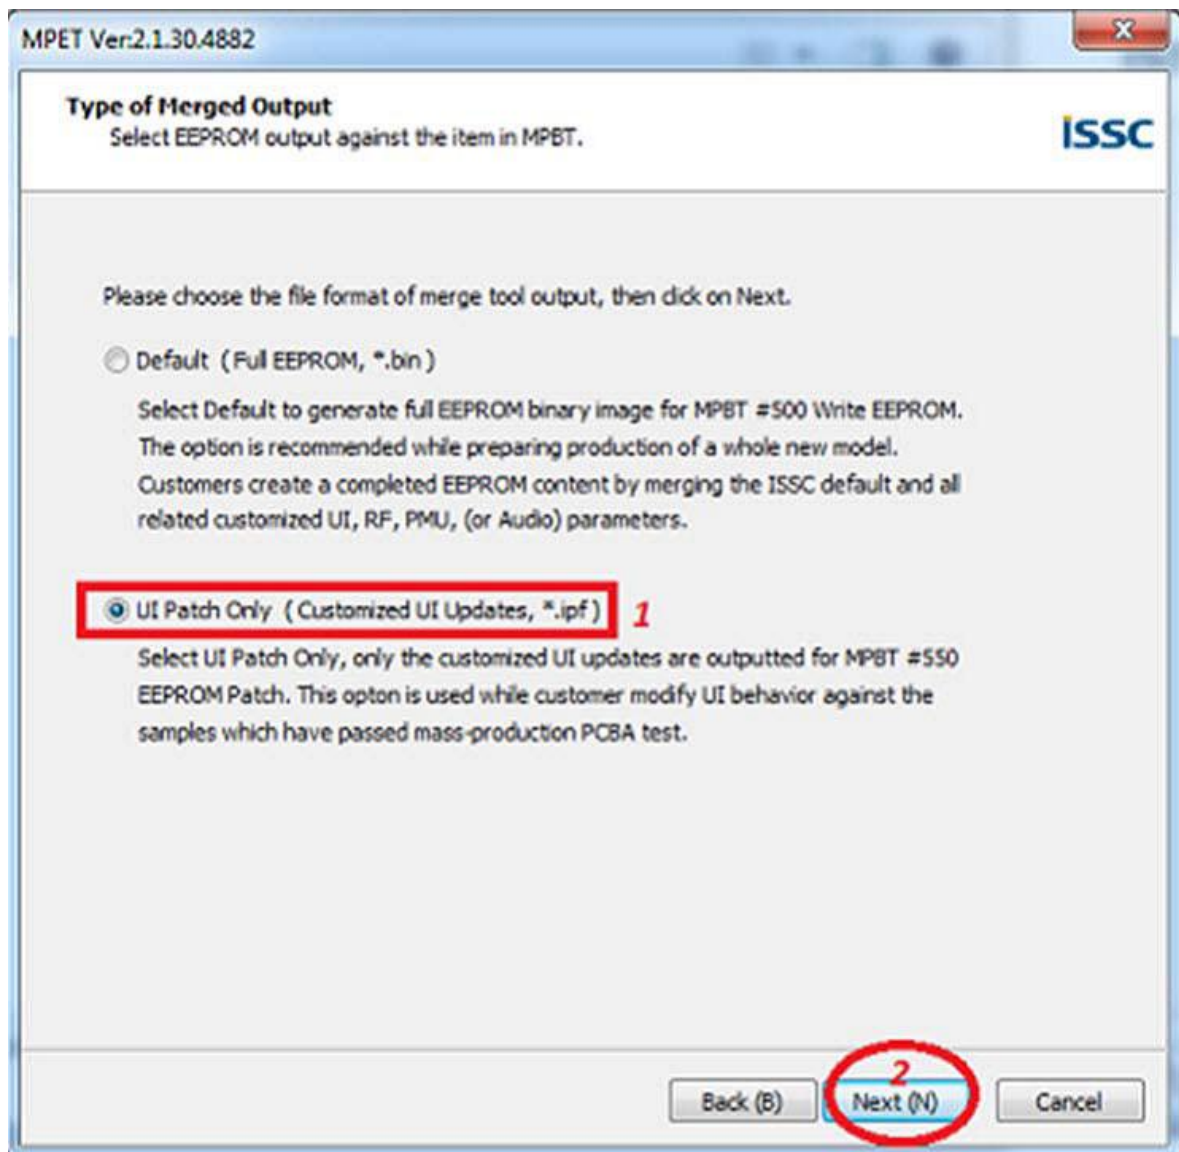 MPET Ver:2.1.30.4882
X
Type of Merged Output
Select EEPROM output against the item in MPBT.
ISSC
Please choose the file format of merge tool output, then click on Next.
Default ( Full EEPROM, *.bin )
Select Default to generate full EEPROM binary image for MPBT #500 Write EEPROM.
The option is recommended while preparing production of a whole new model.
Customers create a completed EEPROM content by merging the ISSC default and all
related customized UI, RF, PMU, (or Audio) parameters.
UI Patch Only ( Customized UI Updates, *.ipf ) 1
Select UI Patch Only, only the customized UI updates are outputted for MPBT #550
EEPROM Patch. This opton is used while customer modify UI behavior against the
samples which have passed mass-production PCBA test.
2
Back (B) Next (N) Cancel